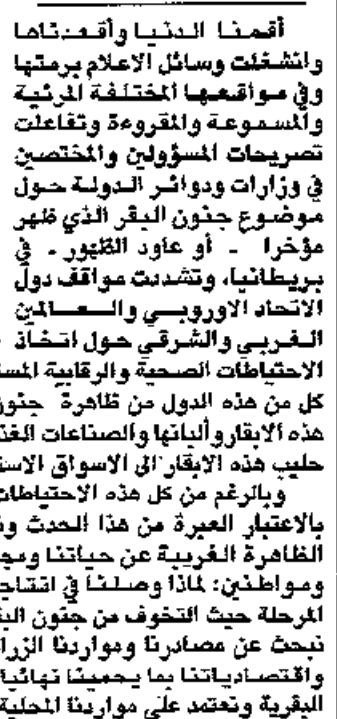 أقمنا الدنيا وأقعدناها
وانشغلت وسائل الاعلام برمتها
وفي مواقعها المختلفة المرئية
والمسموعة والمقروءة وتفاعلت
تصريحات المسؤولين والمختصين
في وزارات ودوائر الدولة حول
موضوع جنون البقر الذي ظهر
مؤخرا - أو عاود الظهور - في
بريطانيا، وتشددت مواقف دول
الاتحاد الاوروبي والعالمين
الغربي والشرقي حول اتخاذ
الاحتياطات الصحية والرقابية
كل من هذه الدول من ظاهرة جنون
هذه الابقار وألبانها والصناعات
حليب هذه الابقار الى الاسواق
وبالرغم من كل هذه الاحتياطات
بالاعتبار العبرة من هذا الحدث
الظاهرة الغريبة عن حياتنا
ومواطنين: لماذا وصلنا في
المرحلة حيث التخوف من جنون
نبحث عن مصادرنا ومواردنا
واقتصادياتنا بما يحمينا نهائيا
البقرية ونعتمد على مواردنا المحلية